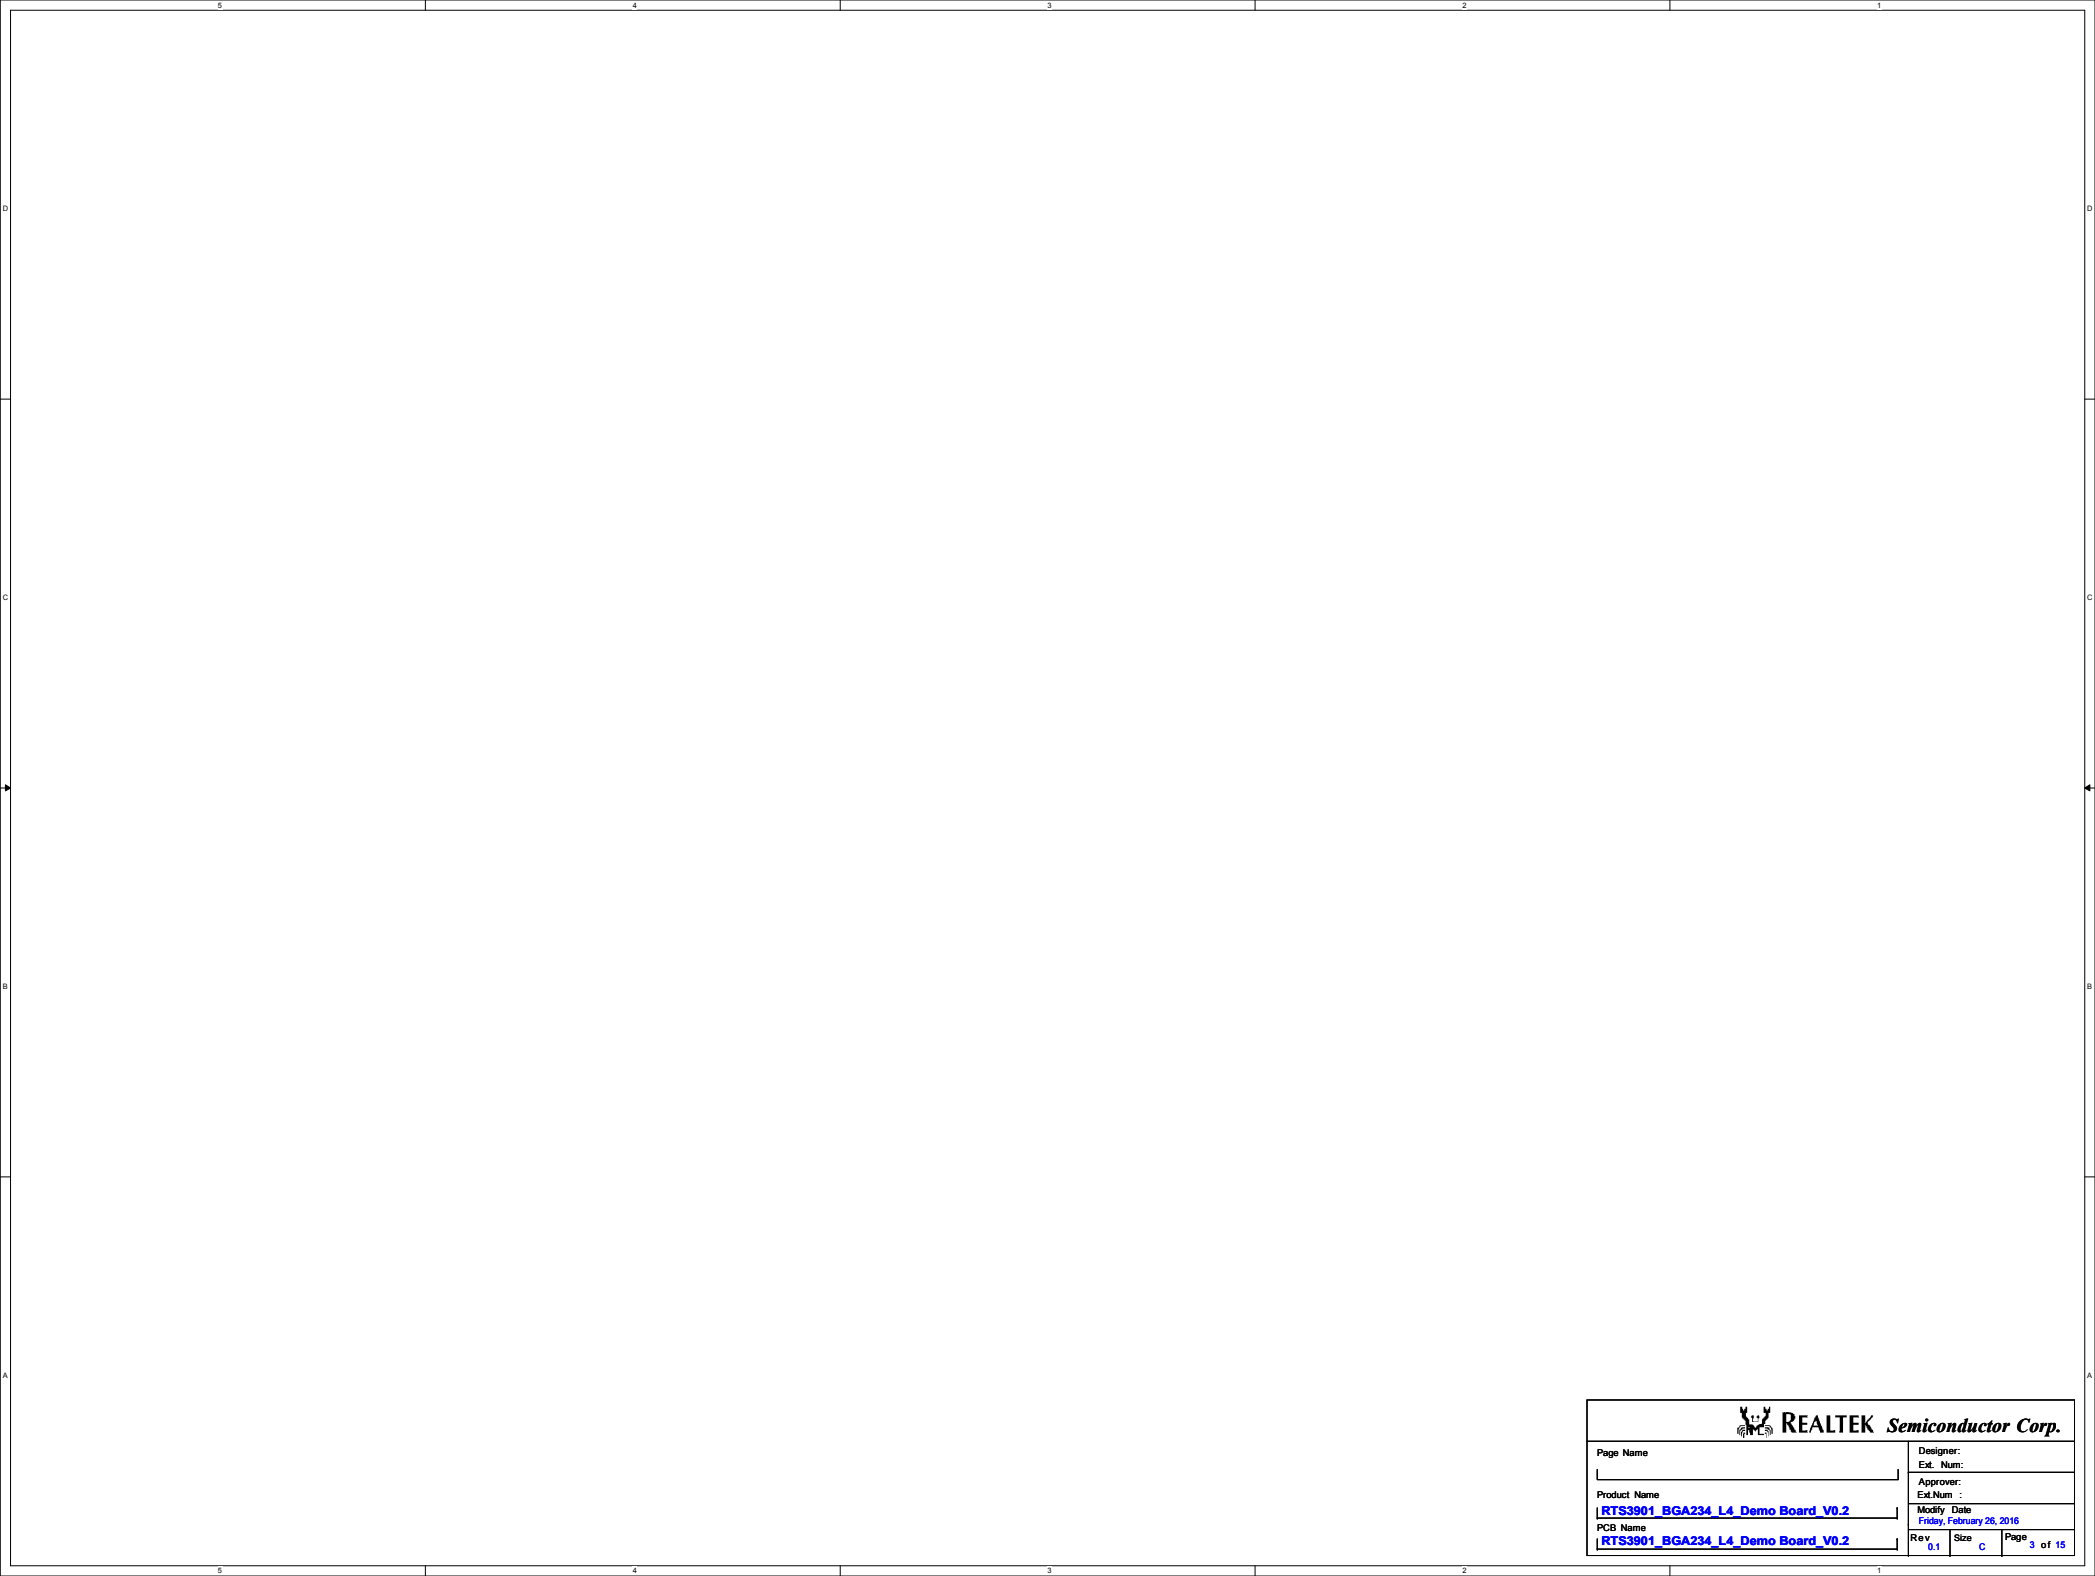 5 4 3 2 1
D D
C C
B B
A A
REALTEK Semiconductor Corp.
Page Name
Product Name
RTS3901_BGA234_L4_Demo Board_V0.2
PCB Name
RTS3901_BGA234_L4_Demo Board_V0.2
Designer:
Ext. Num:
Approver:
Ext.Num :
Modify Date
Friday, February 26, 2016
Rev 0.1
Size C
Page 3 of 15
5 4 3 2 1